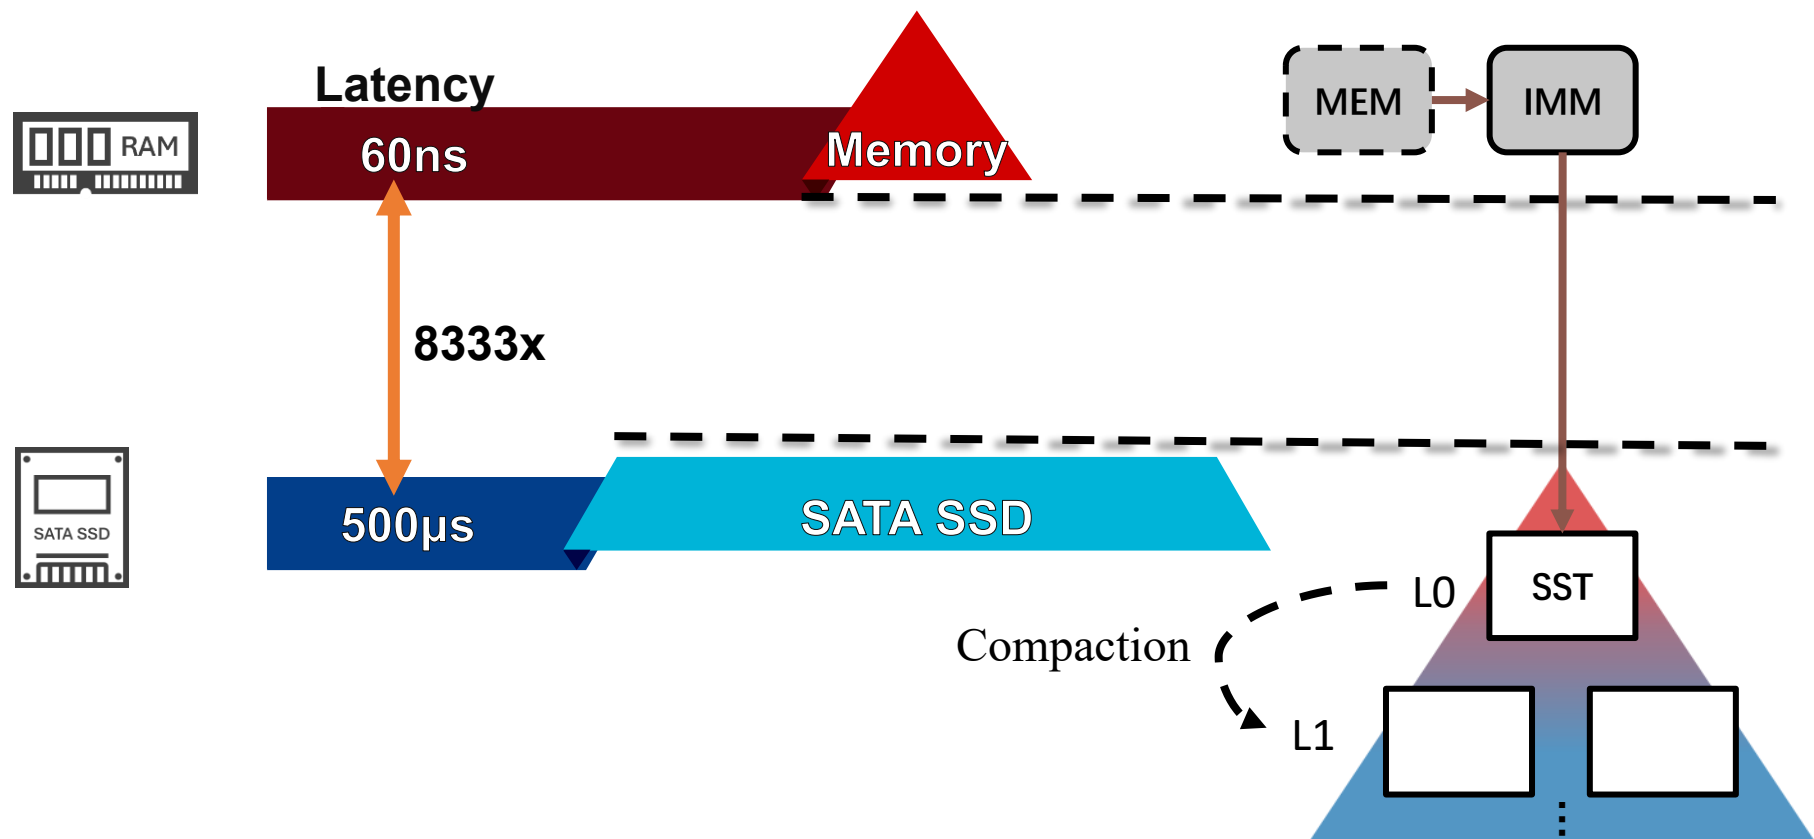 Latency
MEM
IMM
RAM
60ns
Memory
8333x
SATA SSD
500µs
SATA SSD
L0
SST
Compaction
L1